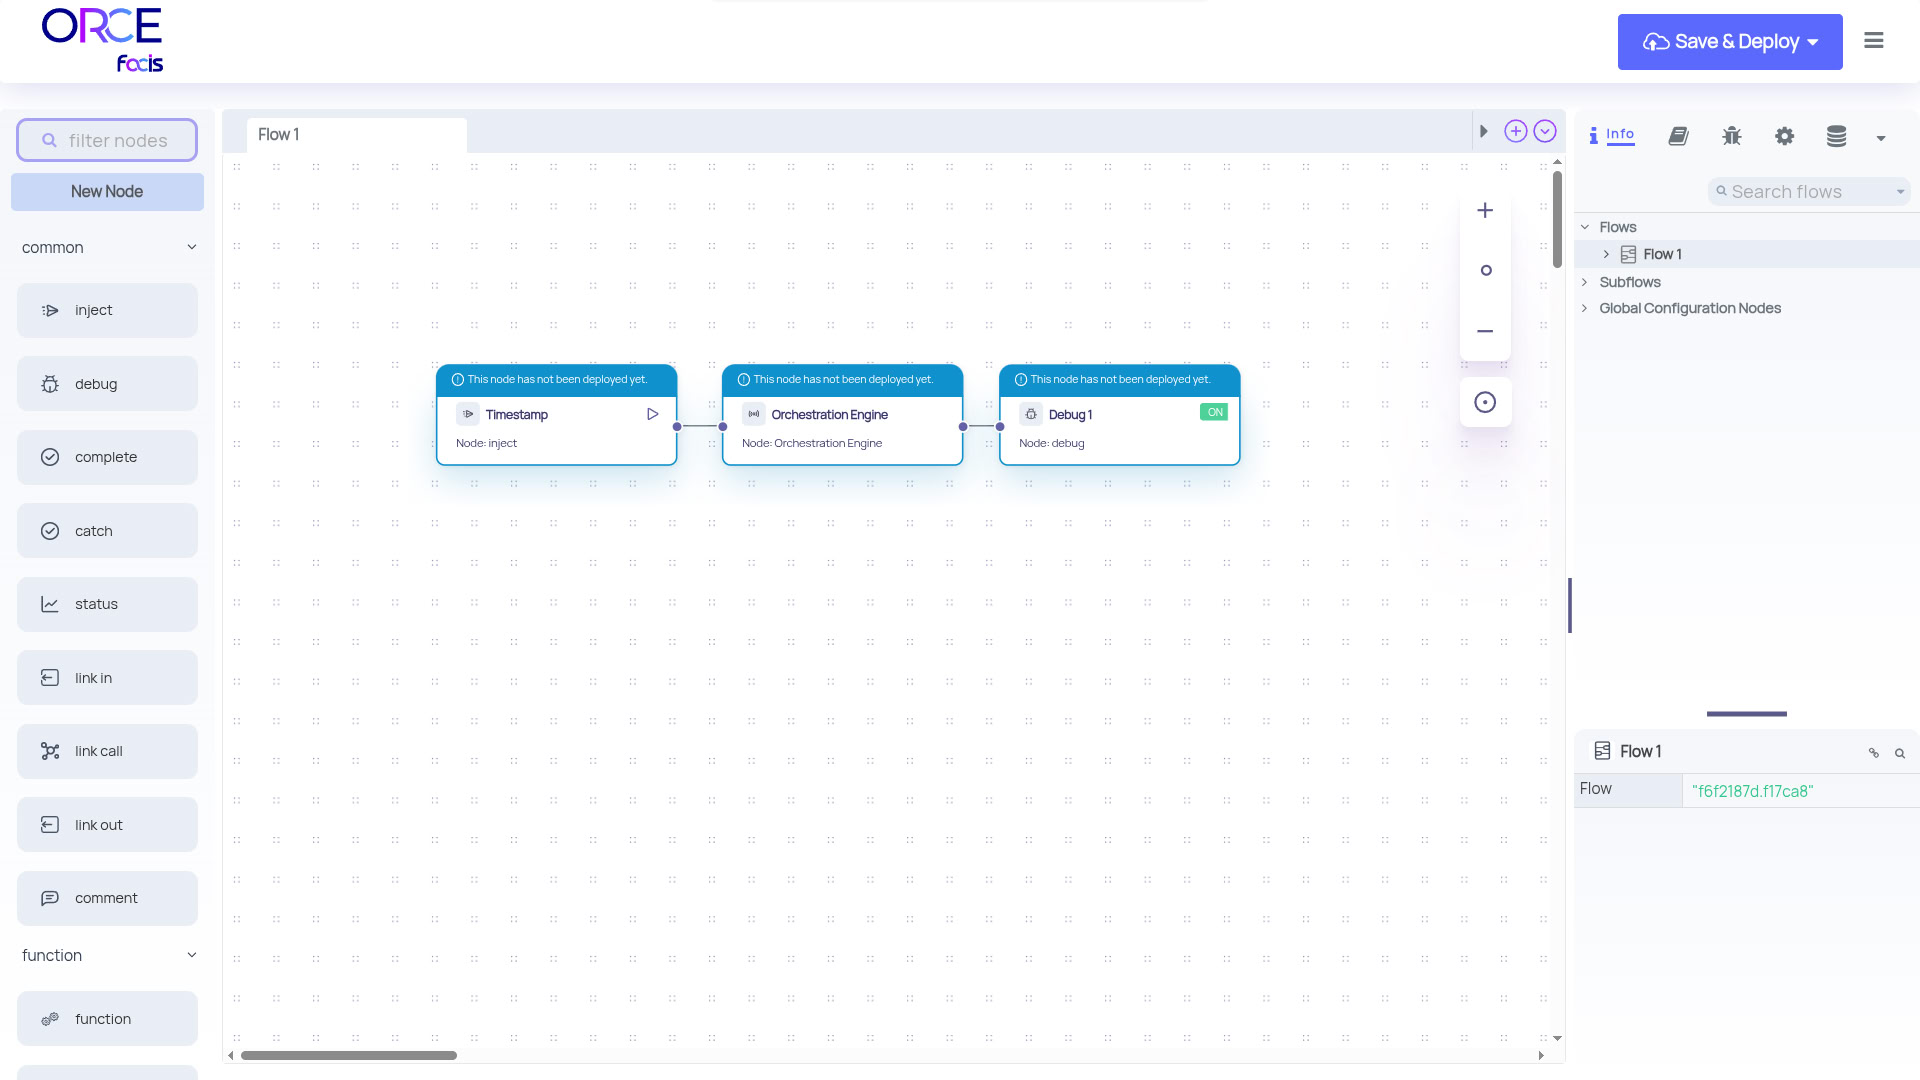 ORCE
facis
Save & Deploy
filter nodes
New Node
common
inject
debug
complete
catch
status
link in
link call
link out
comment
function
function
Flow 1
This node has not been deployed yet.
Timestamp
Node: inject
This node has not been deployed yet.
Orchestration Engine
Node: Orchestration Engine
This node has not been deployed yet.
Debug 1
ON
Node: debug
Info
Search flows
Flows
Flow 1
Subflows
Global Configuration Nodes
Flow 1
Flow
"f6f2187d.f17ca8"